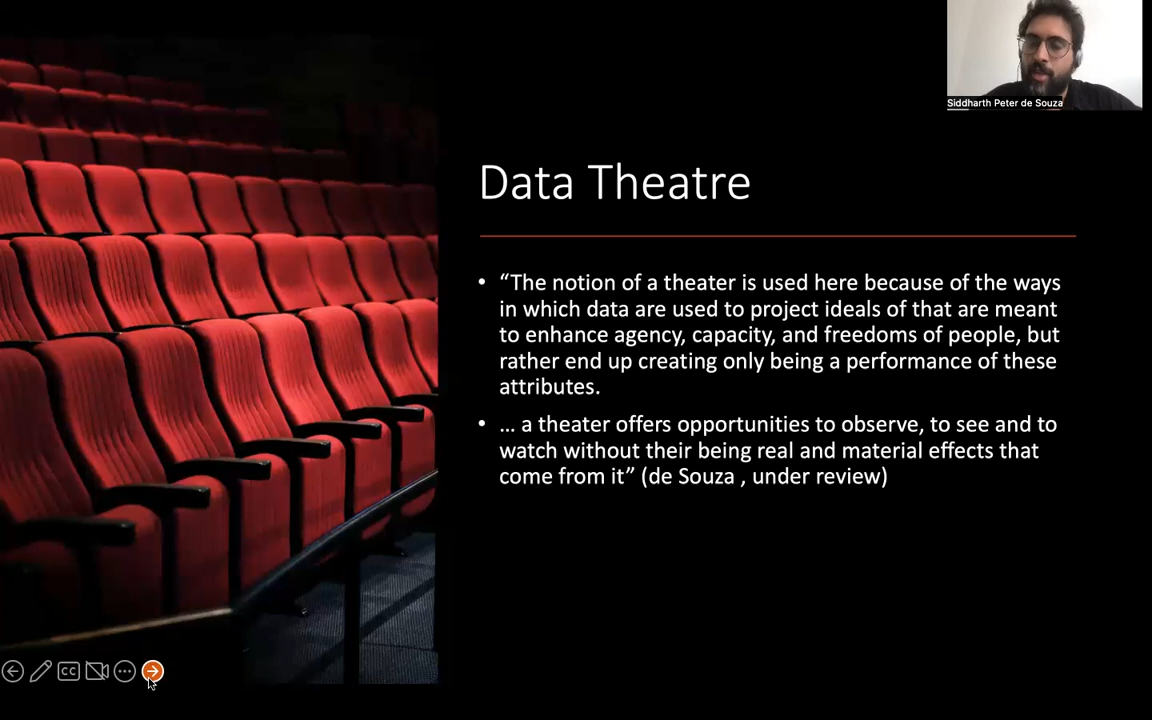 Siddharth Peter de Souza
Data Theatre
• “The notion of a theater is used here because of the ways
in which data are used to project ideals of that are meant
to enhance agency, capacity, and freedoms of people, but
rather end up creating only being a performance of these
attributes.
• … a theater offers opportunities to observe, to see and to
watch without their being real and material effects that
come from it” (de Souza , under review)
CC